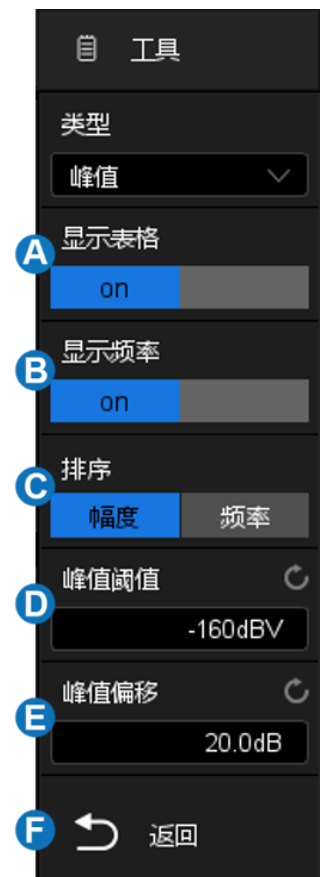 工具
类型
峰值
A 显示表格
on
B 显示频率
on
C 排序
幅度 频率
D 峰值阈值
-160dBV
E 峰值偏移
20.0dB
F 返回